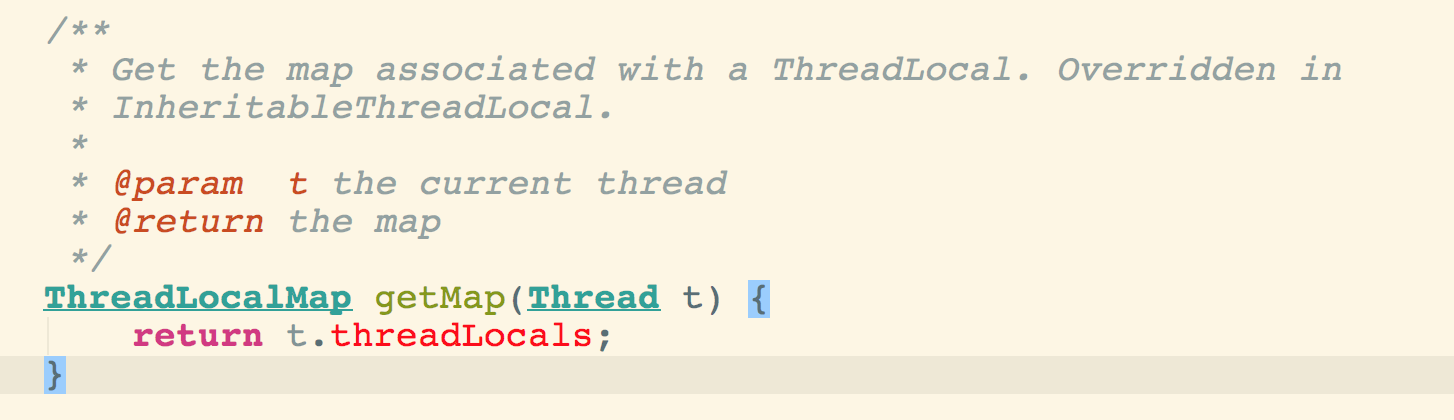 /**
 * Get the map associated with a ThreadLocal. Overridden in
 * InheritableThreadLocal.
 *
 * @param  t the current thread
 * @return the map
 */
ThreadLocalMap getMap(Thread t) {
    return t.threadLocals;
}